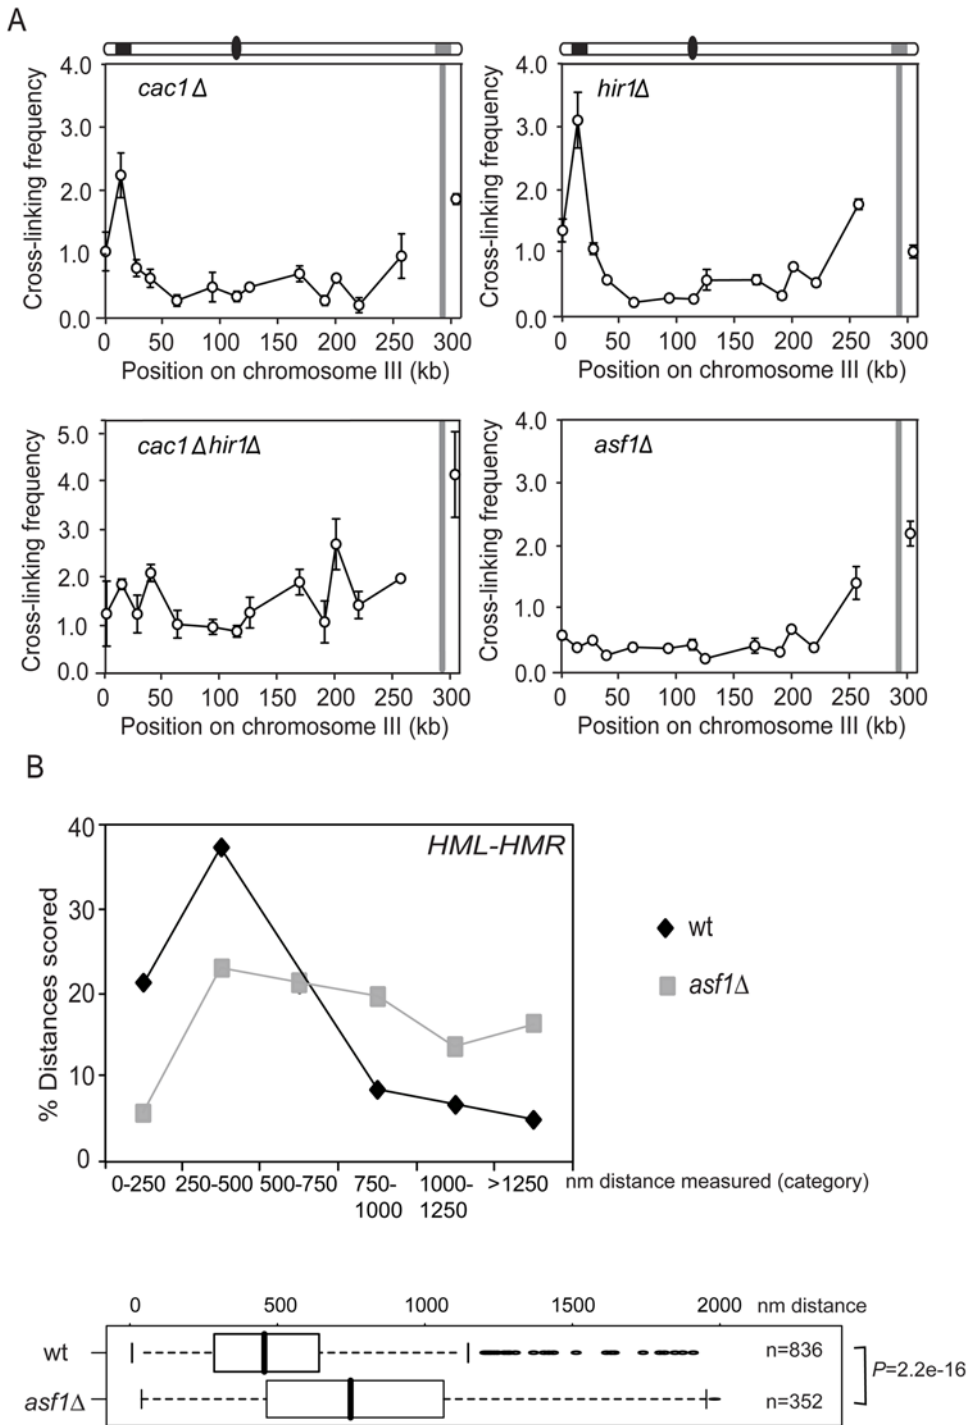 A
cac1Δ
Cross-linking frequency
4.0
3.0
2.0
1.0
0.0
0 50 100 150 200 250 300
Position on chromosome III (kb)
hir1Δ
Cross-linking frequency
4.0
3.0
2.0
1.0
0.0
0 50 100 150 200 250 300
Position on chromosome III (kb)
cac1Δhir1Δ
Cross-linking frequency
5.0
4.0
3.0
2.0
1.0
0.0
0 50 100 150 200 250 300
Position on chromosome III (kb)
asf1Δ
Cross-linking frequency
4.0
3.0
2.0
1.0
0.0
0 50 100 150 200 250 300
Position on chromosome III (kb)
B
HML-HMR
% Distances scored
40
30
20
10
0
0-250 250-500 500-750 750-1000 1000-1250 >1250 nm distance measured (category)
wt
asf1Δ
0 500 1000 1500 2000 nm distance
wt n=836
asf1Δ n=352
P=2.2e-16